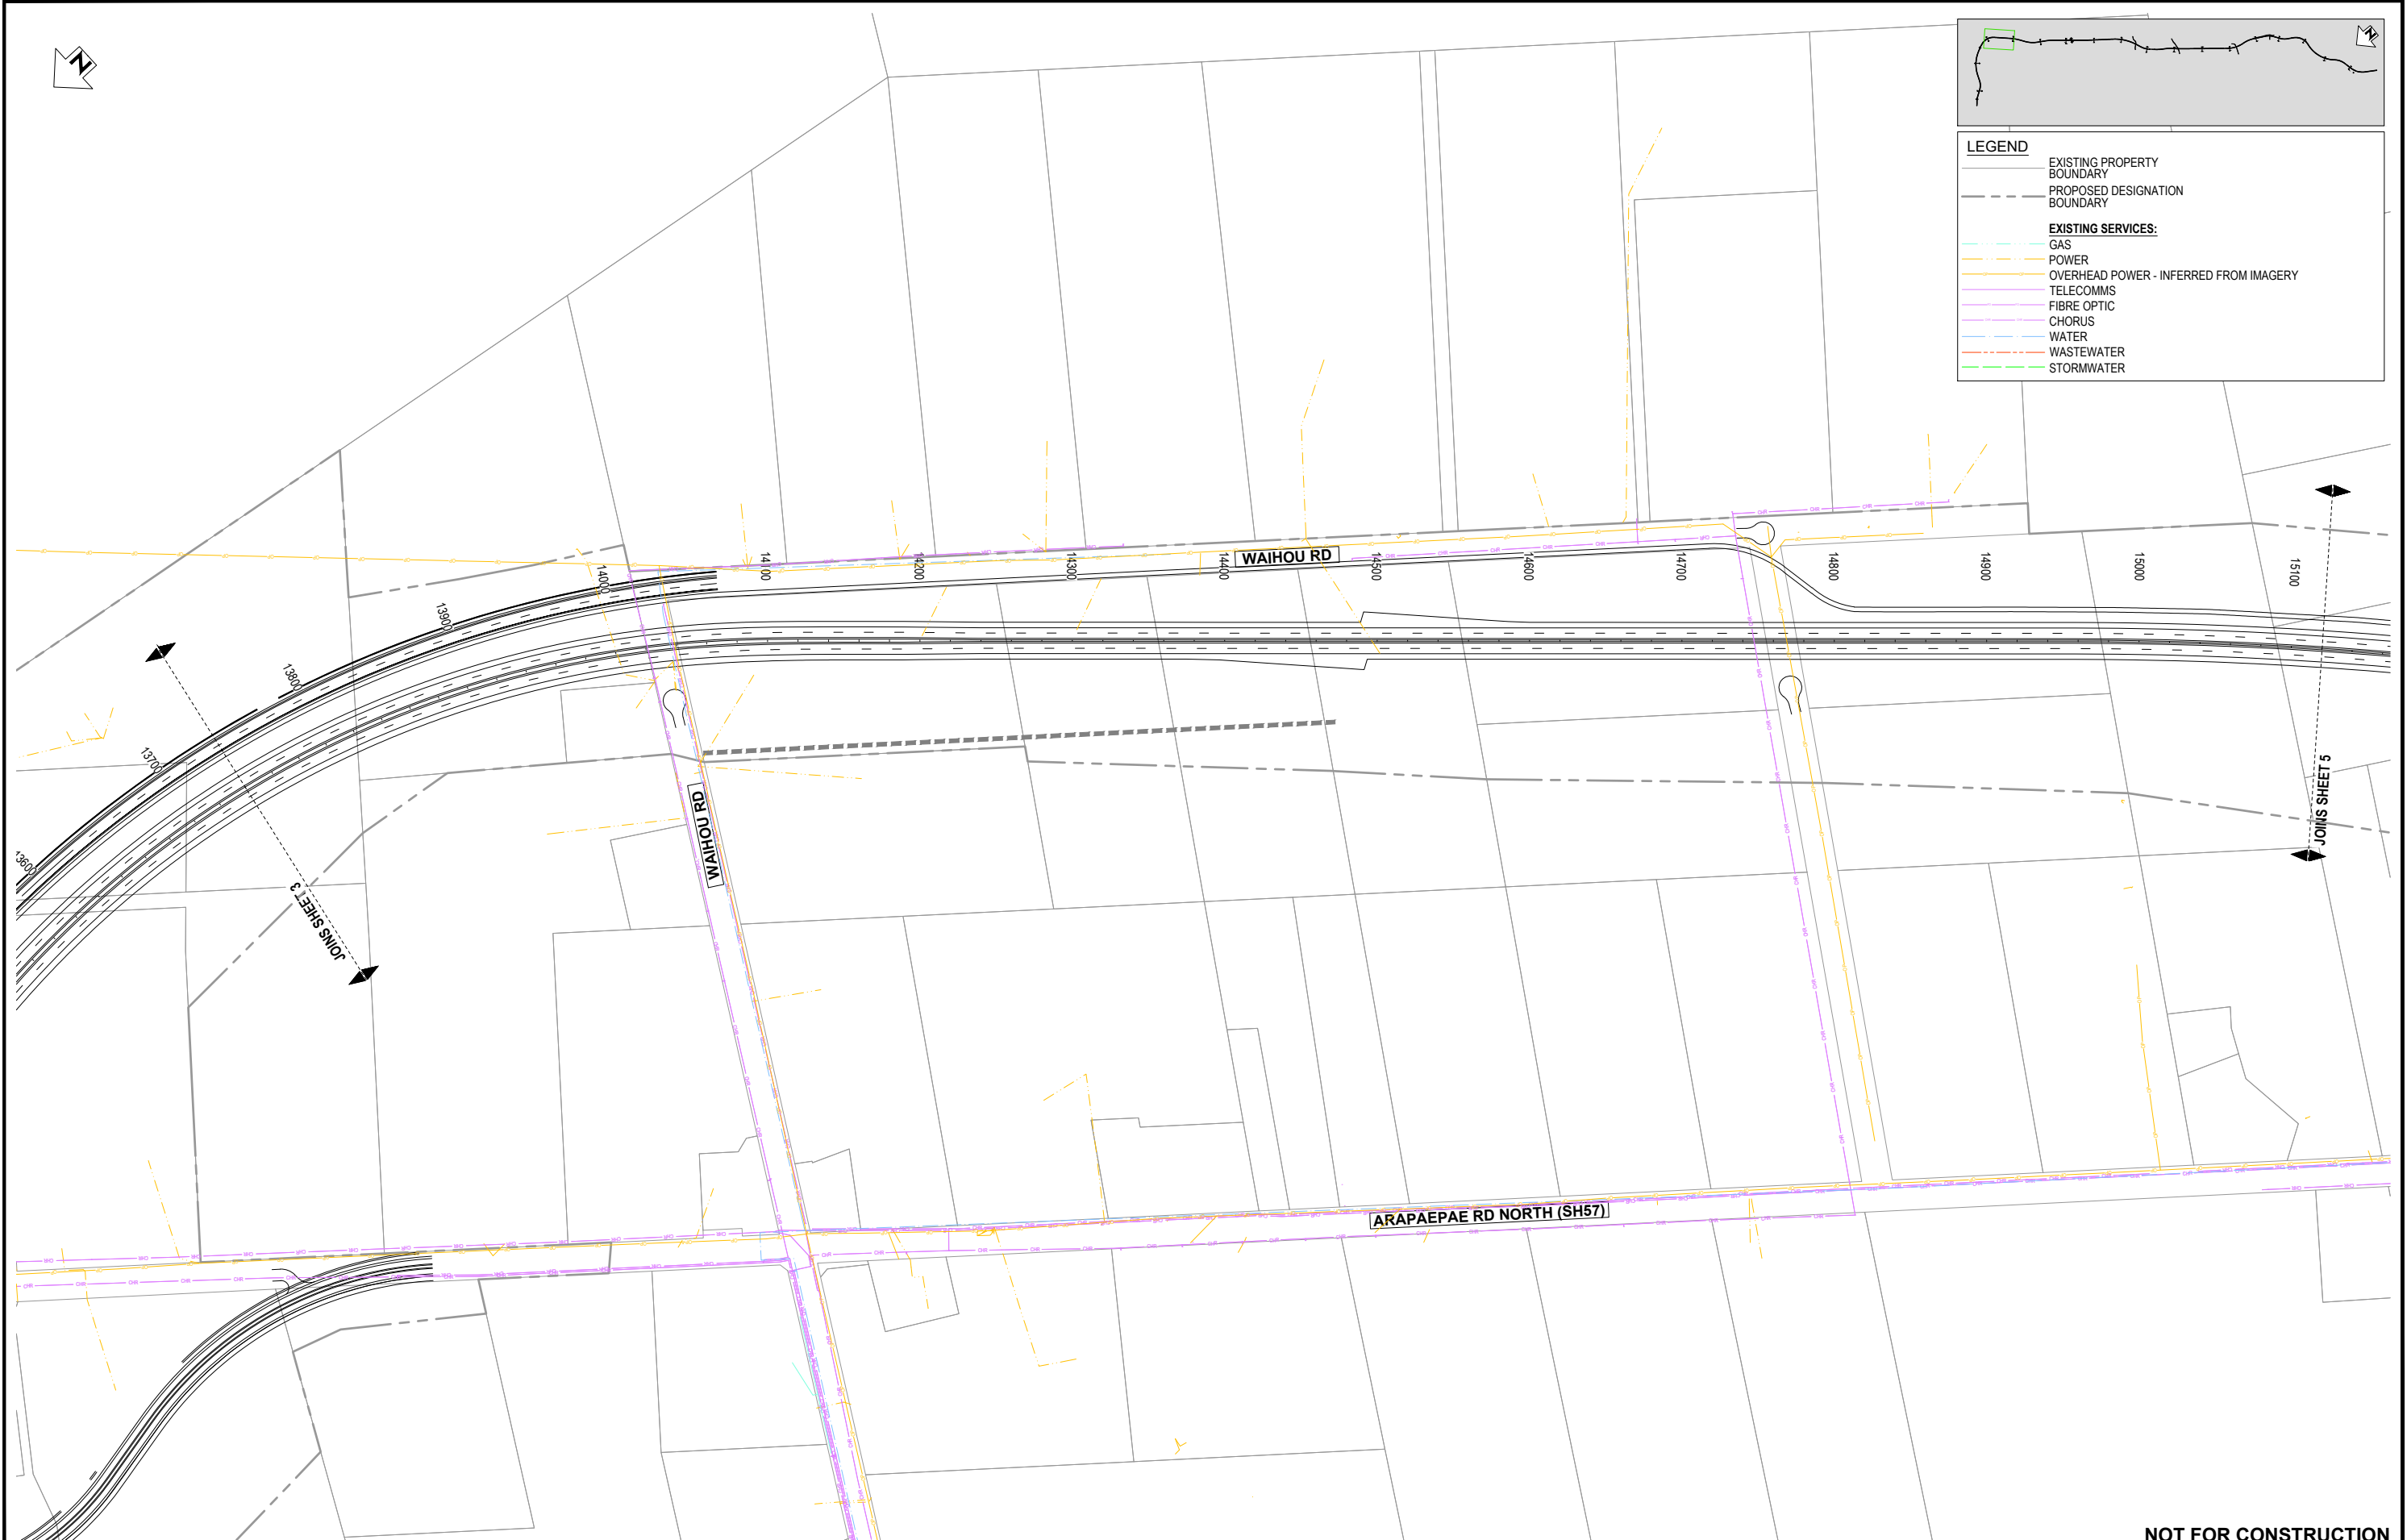 N
N
LEGEND
EXISTING PROPERTY
BOUNDARY
PROPOSED DESIGNATION
BOUNDARY
EXISTING SERVICES:
GAS
POWER
OVERHEAD POWER - INFERRED FROM IMAGERY
TELECOMMS
FIBRE OPTIC
CHORUS
WATER
WASTEWATER
STORMWATER
13600
13700
13800
13900
14000
14100
14200
14300
14400
14500
14600
14700
14800
14900
15000
15100
WAIHOU RD
WAIHOU RD
JOINS SHEET 3
JOINS SHEET 5
ARAPAEPAE RD NORTH (SH57)
NOT FOR CONSTRUCTION